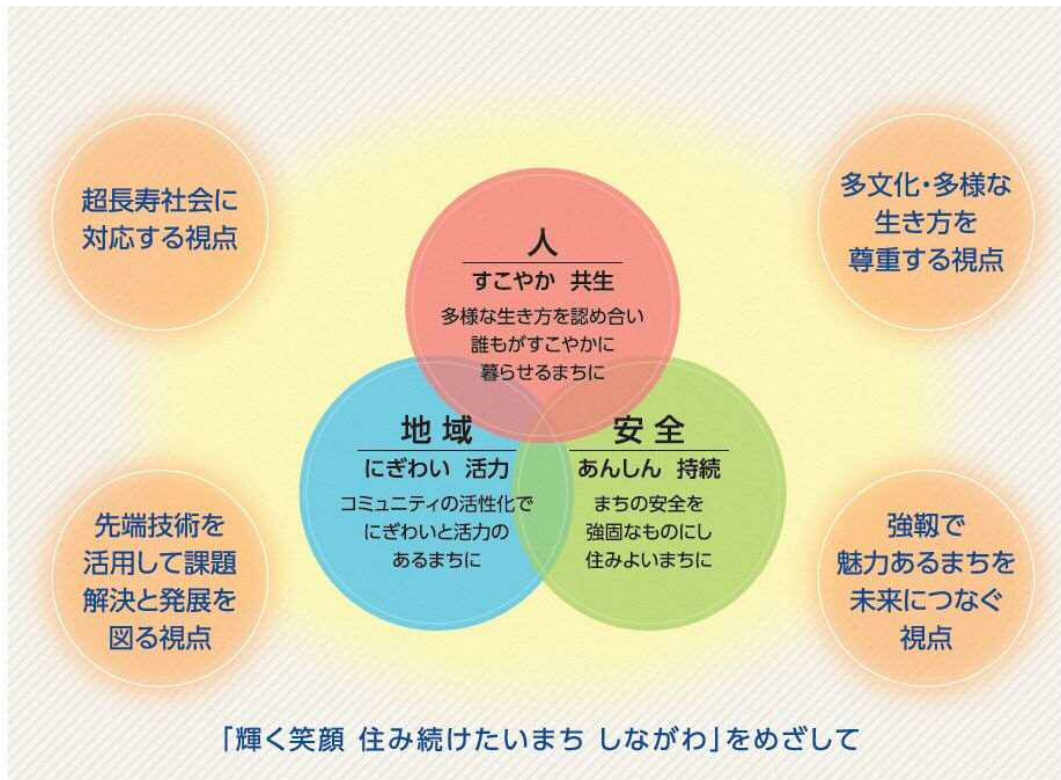 超長寿社会に
対応する視点
多文化・多様な
生き方を
尊重する視点
人
すこやか 共生
多様な生き方を認め合い
誰もがすこやかに
暮らせるまちに
地域
にぎわい 活力
コミュニティの活性化で
にぎわいと活力の
あるまちに
安全
あんしん 持続
まちの安全を
強固なものにし
住みよいまちに
先端技術を
活用して課題
解決と発展を
図る視点
強靱で
魅力あるまちを
未来につなぐ
視点
「輝く笑顔 住み続けたいまち しながわ」をめざして